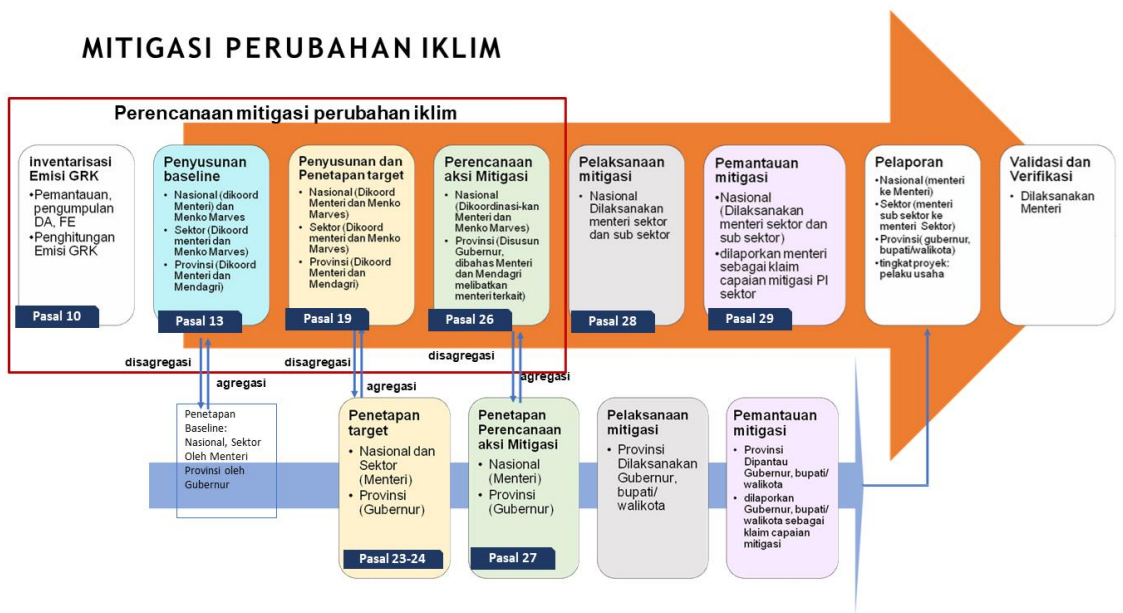 MITIGASI PERUBAHAN IKLIM
Perencanaan mitigasi perubahan iklim
inventarisasi
Emisi GRK
•Pemantauan,
pengumpulan
DA, FE
•Penghitungan
Emisi GRK
Pasal 10
Penyusunan
baseline
• Nasional (dikoord
Menteri) dan
Menko Marves
• Sektor (Dikoord
menteri dan
Menko Marves)
• Provinsi (Dikoord
Menteri dan
Mendagri)
Pasal 13
Penyusunan dan
Penetapan target
• Nasional (Dikoord
Menteri dan Menko
Marves)
• Sektor (Dikoord
menteri dan Menko
Marves)
• Provinsi (Dikoord
Menteri dan
Mendagri)
Pasal 19
Perencanaan
aksi Mitigasi
• Nasional
(Dikoordinasi-kan
Menteri dan
Menko Marves)
• Provinsi (Disusun
Gubernur,
dibahas Menteri
dan Mendagri
melibatkan
menteri terkait)
Pasal 26
Pelaksanaan
mitigasi
• Nasional
Dilaksanakan
menteri sektor
dan sub sektor
Pasal 28
Pemantauan
mitigasi
•Nasional
(Dilaksanakan
menteri sektor dan
sub sektor)
•dilaporkan menteri
sebagai klaim
capaian mitigasi PI
sektor
Pasal 29
Pelaporan
•Nasional (menteri
ke Menteri)
•Sektor (menteri
sub sektor ke
menteri Sektor)
•Provinsi( gubernur,
bupati/walikota)
•tingkat proyek:
pelaku usaha
Validasi dan
Verifikasi
• Dilaksanakan
Menteri
disagregasi
agregasi
disagregasi
agregasi
disagregasi
agregasi
Penetapan
Baseline:
Nasional, Sektor
Oleh Menteri
Provinsi oleh
Gubernur
Penetapan
target
• Nasional dan
Sektor
(Menteri)
• Provinsi
(Gubernur)
Pasal 23-24
Penetapan
Perencanaan
aksi Mitigasi
• Nasional
(Menteri)
• Provinsi
(Gubernur)
Pasal 27
Pelaksanaan
mitigasi
• Provinsi
Dilaksanakan
Gubernur,
bupati/
walikota
Pemantauan
mitigasi
• Provinsi
Dipantau
Gubernur, bupati/
walikota
• dilaporkan
Gubernur, bupati/
walikota sebagai
klaim capaian
mitigasi